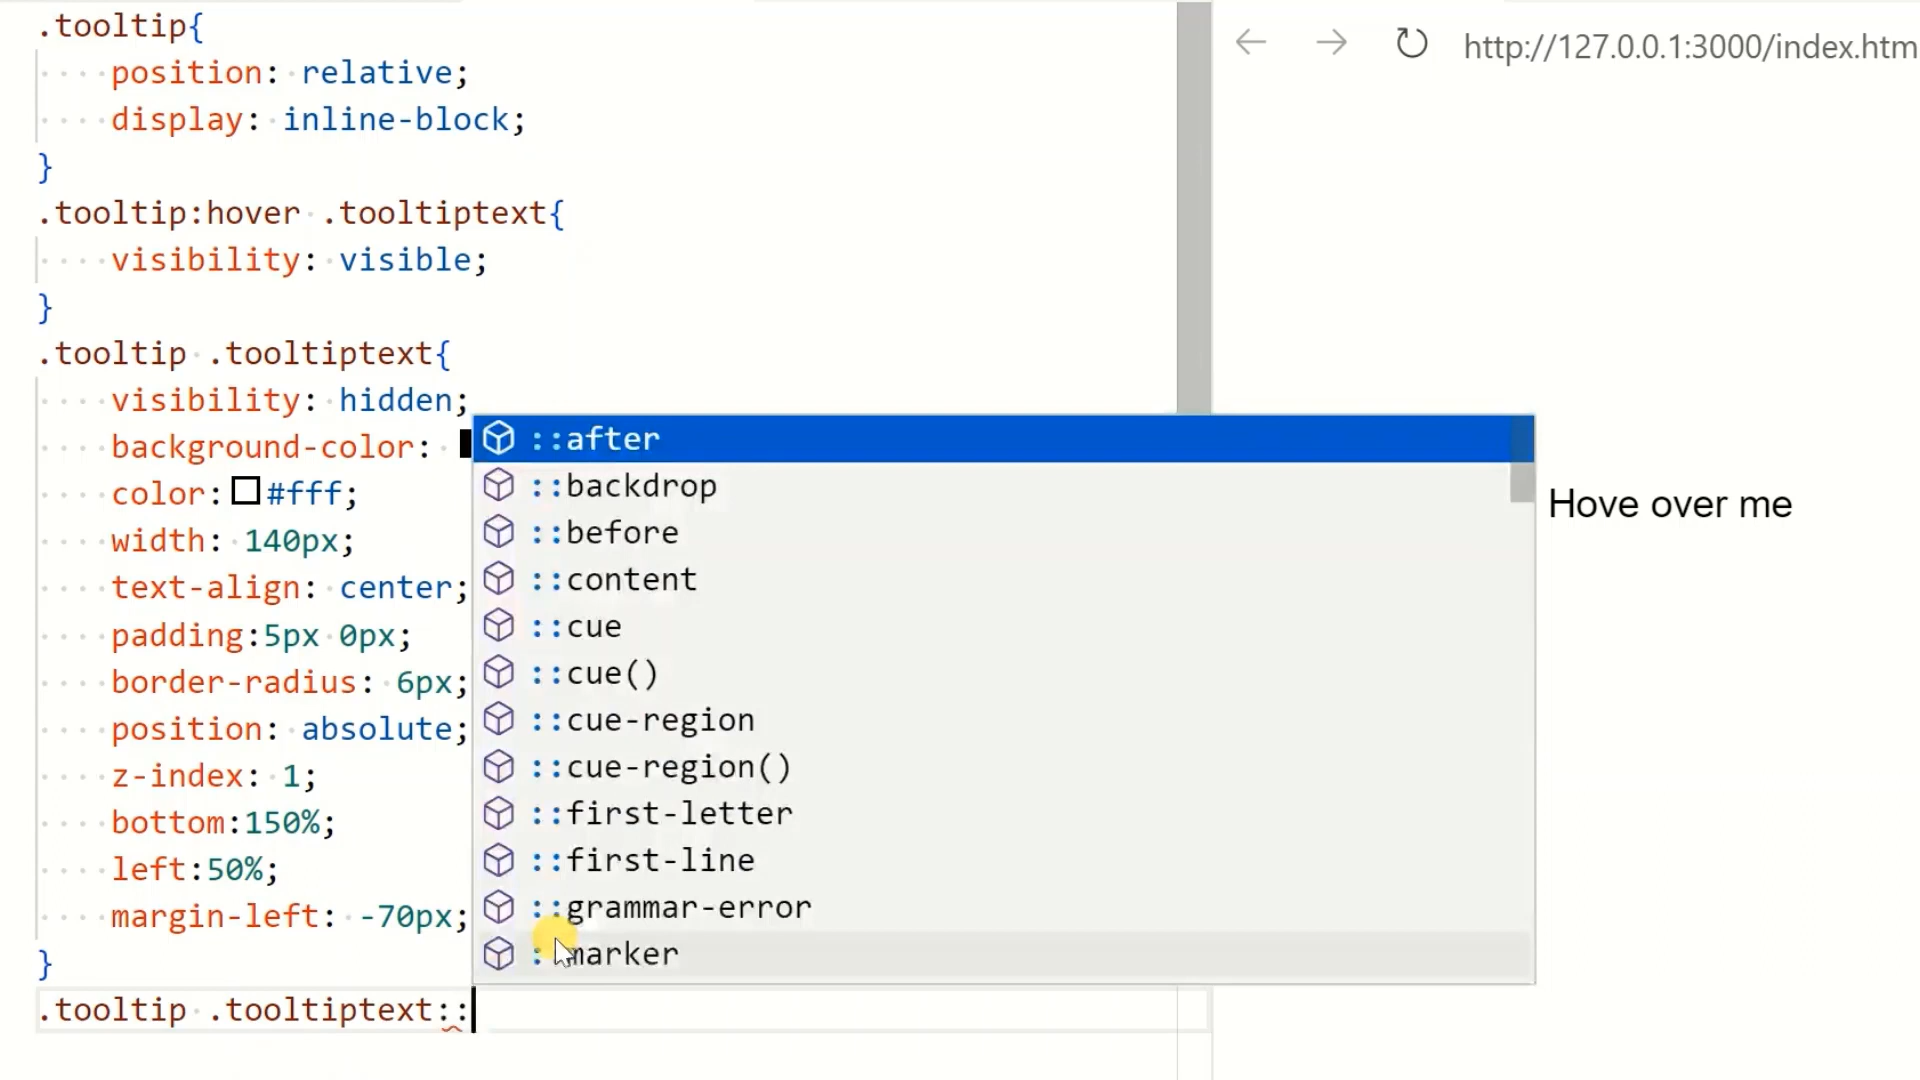 .tooltip{
position: relative;
display: inline-block;
}
.tooltip:hover .tooltiptext{
visibility: visible;
}
.tooltip .tooltiptext{
visibility: hidden;
background-color:
color:#fff;
width: 140px;
text-align: center;
padding:5px 0px;
border-radius: 6px;
position: absolute;
z-index: 1;
bottom:150%;
left:50%;
margin-left: -70px;
}
.tooltip .tooltiptext::
::after
::backdrop
::before
::content
::cue
::cue()
::cue-region
::cue-region()
::first-letter
::first-line
::grammar-error
::marker
http://127.0.0.1:3000/index.htm
Hove over me